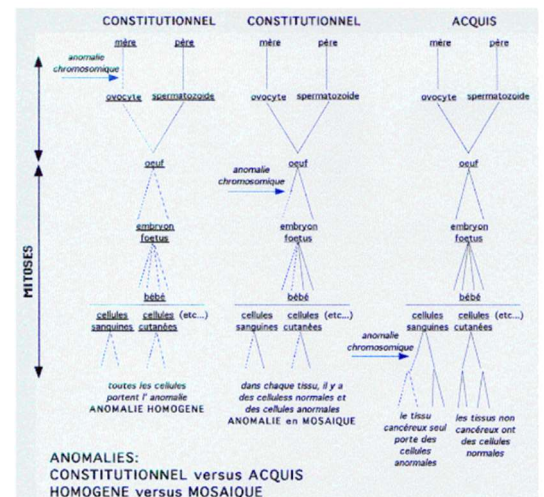 CONSTITUTIONNEL CONSTITUTIONNEL ACQUIS
mère père mère père mère père
anomalie
chromosomique
ovocyte spermatozoide ovocyte spermatozoide ovocyte spermatozoide
oeuf oeuf oeuf
anomalie
chromosomique
embryon embryon embryon
foetus foetus foetus
MITOSES
bébé bébé bébé
cellules cellules (etc...) cellules cellules (etc...) cellules cellules (etc...)
sanguines cutanées sanguines cutanées sanguines cutanées
anomalie
chromosomique
toutes les cellules
portent l' anomalie
ANOMALIE HOMOGENE
dans chaque tissu, il y a
des celluless normales et
des cellules anormales
ANOMALIE en MOSAIQUE
le tissu
cancéreux seul
porte des
cellules
anormales
les tissus non
cancéreux ont
des cellules
normales
ANOMALIES:
CONSTITUTIONNEL versus ACQUIS
HOMOGENE versus MOSAIQUE